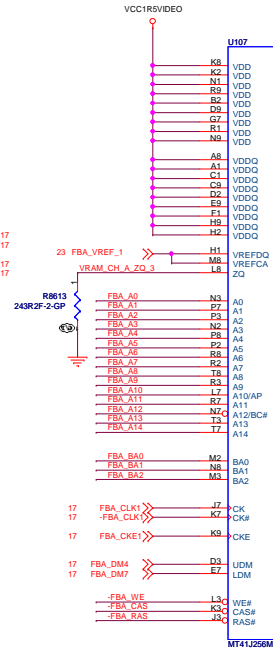 VCC1R5VIDEO
U107
K8 VDD
K2 VDD
N1 VDD
R9 VDD
B2 VDD
D9 VDD
G7 VDD
R1 VDD
N9 VDD
A8 VDDQ
A1 VDDQ
C1 VDDQ
C9 VDDQ
D2 VDDQ
E9 VDDQ
F1 VDDQ
H9 VDDQ
H2 VDDQ
17
17
17
17
23 FBA_VREF_1 H1 VREFDQ
M8 VREFCA
VRAM_CH_A_ZQ_3 L8 ZQ
1
R8613
243R2F-2-GP
FBA_A0 N3 A0
FBA_A1 P7 A1
FBA_A2 P3 A2
FBA_A3 N2 A3
FBA_A4 P8 A4
FBA_A5 P2 A5
FBA_A6 R8 A6
FBA_A7 R2 A7
FBA_A8 T8 A8
FBA_A9 R3 A9
FBA_A10 L7 A10/AP
FBA_A11 R7 A11
FBA_A12 N7 A12/BC#
FBA_A13 T3 A13
FBA_A14 T7 A14
FBA_BA0 M2 BA0
FBA_BA1 N8 BA1
FBA_BA2 M3 BA2
17 FBA_CLK1 J7 CK
17 -FBA_CLK1 K7 CK#
17 FBA_CKE1 K9 CKE
17 FBA_DM4 D3 UDM
17 FBA_DM7 E7 LDM
-FBA_WE L3 WE#
-FBA_CAS K3 CAS#
-FBA_RAS J3 RAS#
MT41J256M